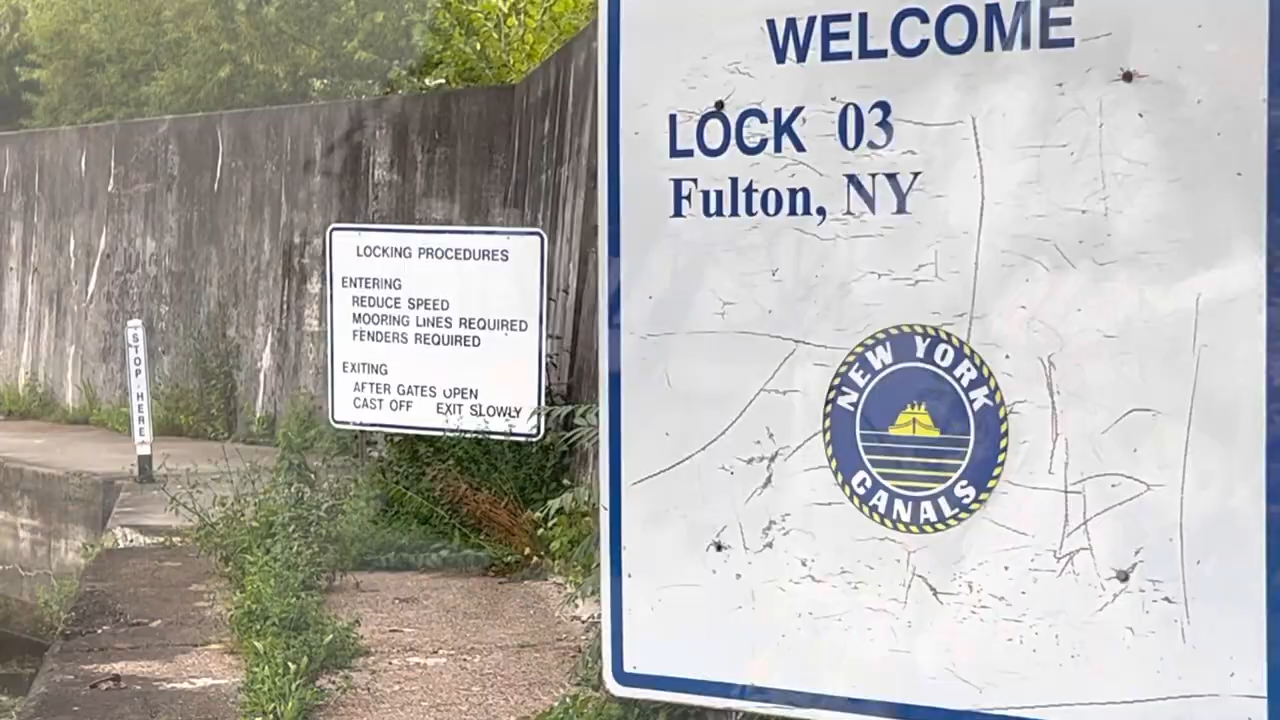 WELCOME
LOCK 03
Fulton, NY
NEW YORK
CANALS
LOCKING PROCEDURES
ENTERING
REDUCE SPEED
MOORING LINES REQUIRED
FENDERS REQUIRED
EXITING
AFTER GATES OPEN
CAST OFF EXIT SLOWLY
STOP HERE